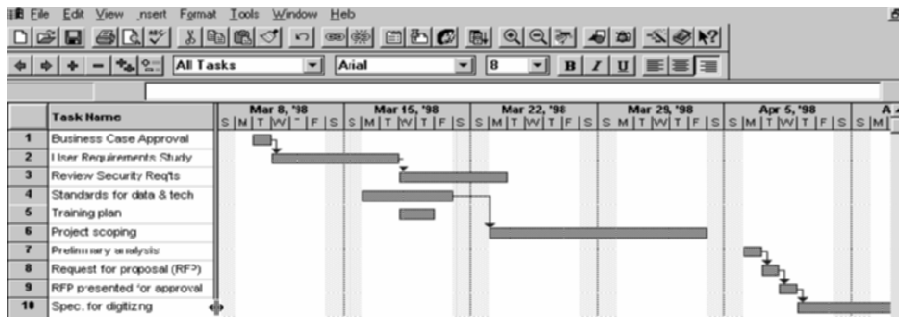 File Edit View Insert Format Tools Window Help
All Tasks Arial 8 B I U
Task Name Mar 8, '98 Mar 15, '98 Mar 22, '98 Mar 29, '98 Apr 5, '98 A
S M T W T F S S M T W T F S S M T W T F S S M T W T F S S M T W T F S S M
1 Business Case Approval
2 User Requirements Study
3 Review Security Req'ts
4 Standards for data & tech
5 Training plan
6 Project scoping
7 Preliminary analysis
8 Request for proposal (RFP)
9 RFP presented for approval
10 Spec. for digitizing